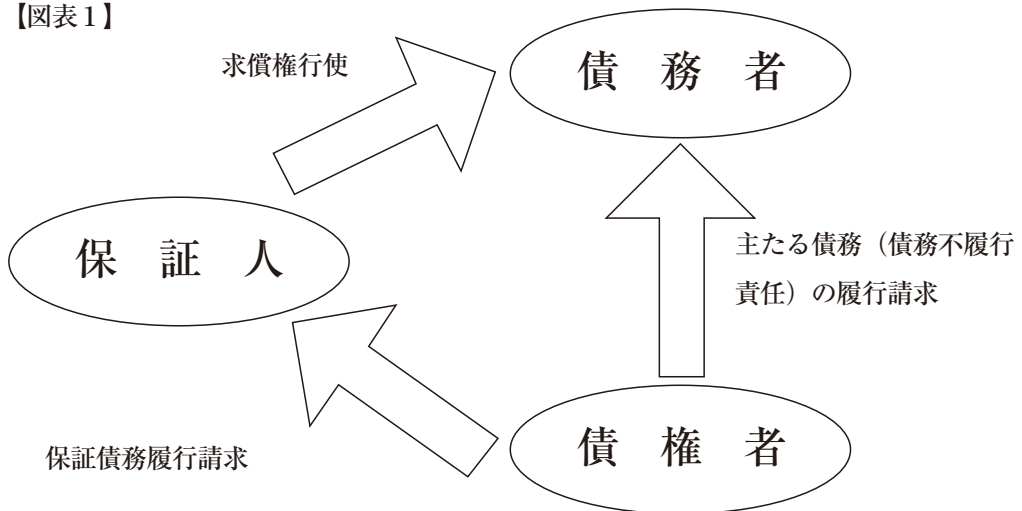 【図表１】
求償権行使
債　務　者
保　証　人
主たる債務（債務不履行
責任）の履行請求
保証債務履行請求
債　権　者